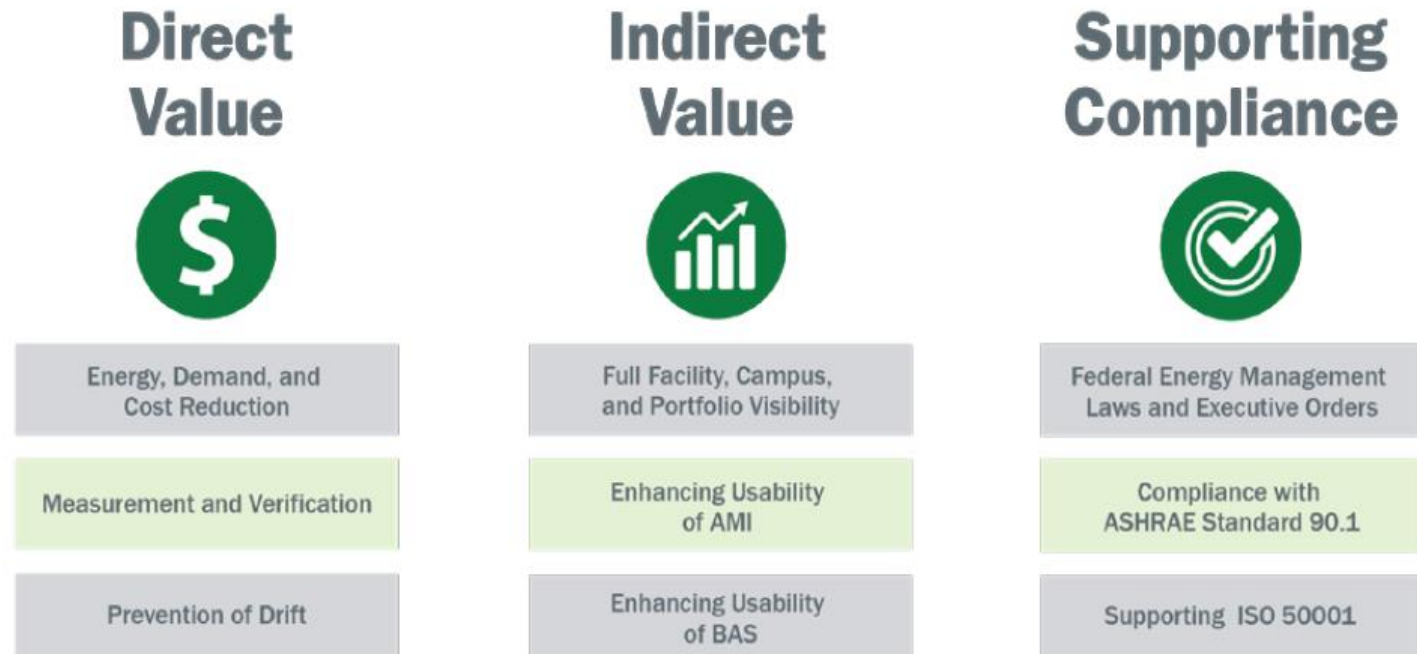 Direct
Value
Indirect
Value
Supporting
Compliance
$
Energy, Demand, and
Cost Reduction
Full Facility, Campus,
and Portfolio Visibility
Federal Energy Management
Laws and Executive Orders
Measurement and Verification
Enhancing Usability
of AMI
Compliance with
ASHRAE Standard 90.1
Prevention of Drift
Enhancing Usability
of BAS
Supporting ISO 50001